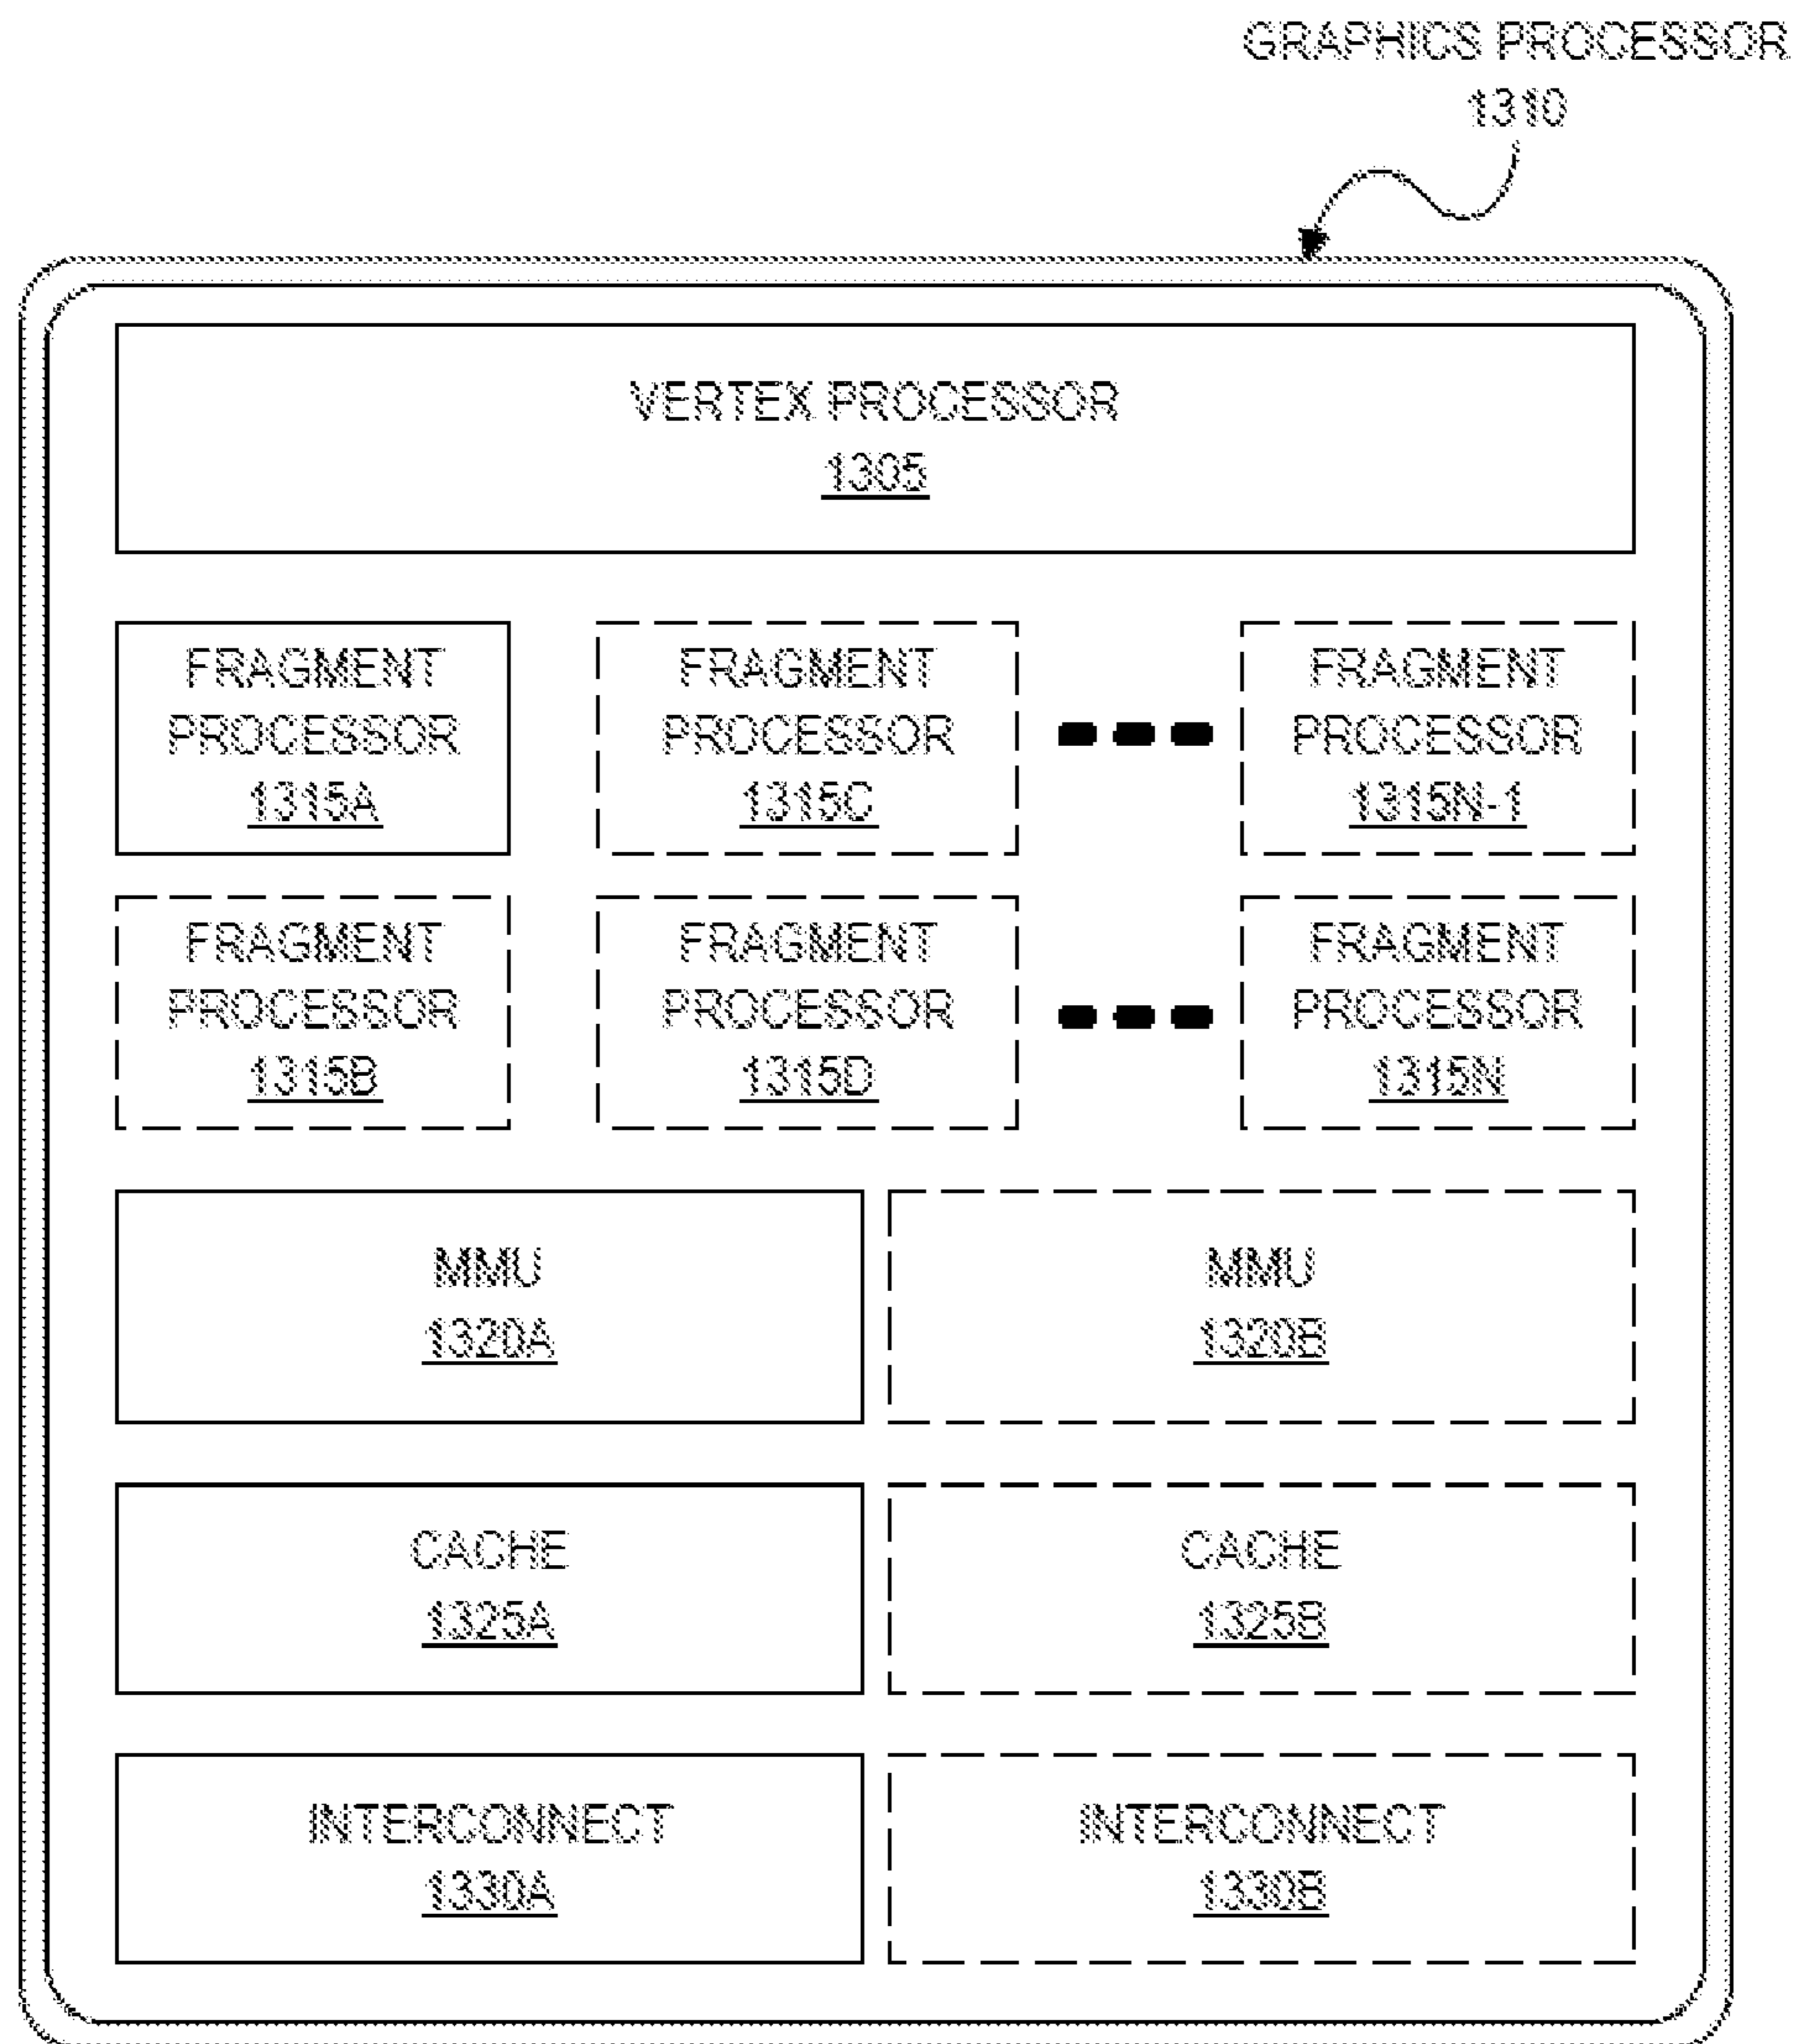 GRAPHICS PROCESSOR
1310
VERTEX PROCESSOR
1305
FRAGMENT
PROCESSOR
1315A
FRAGMENT
PROCESSOR
1315C
FRAGMENT
PROCESSOR
1315N-1
FRAGMENT
PROCESSOR
1315B
FRAGMENT
PROCESSOR
1315D
FRAGMENT
PROCESSOR
1315N
MMU
1320A
MMU
1320B
CACHE
1325A
CACHE
1325B
INTERCONNECT
1330A
INTERCONNECT
1330B